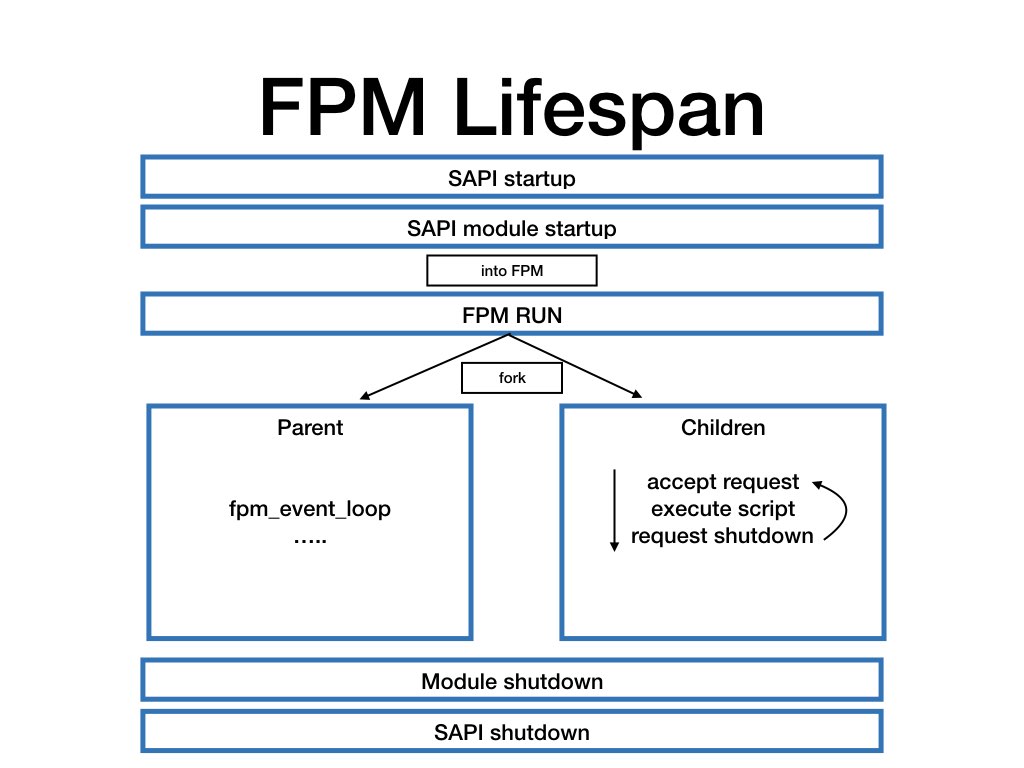 FPM Lifespan
SAPI startup
SAPI module startup
into FPM
FPM RUN
fork
Parent
fpm_event_loop
.....
Children
accept request
execute script
request shutdown
Module shutdown
SAPI shutdown